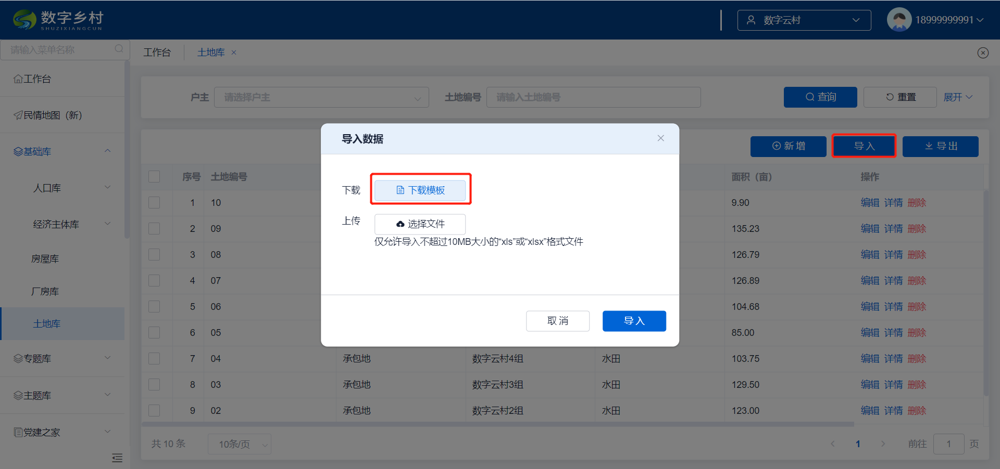 数字乡村
SHUZIXIANGCUN
数字云村
18999999991
请输入菜单名称
工作台
土地库
工作台
民情地图（新）
基础库
人口库
经济主体库
房屋库
厂房库
土地库
专题库
主题库
党建之家
户主 请选择户主 土地编号 请输入土地编号 查询 重置 展开
新增 导入 导出
序号 土地编号 面积（亩） 操作
1 10 9.90 编辑 详情 删除
2 09 135.23 编辑 详情 删除
3 08 126.79 编辑 详情 删除
4 07 126.89 编辑 详情 删除
5 06 104.68 编辑 详情 删除
6 05 85.00 编辑 详情 删除
7 04 承包地 数字云村4组 水田 103.75 编辑 详情 删除
8 03 承包地 数字云村3组 水田 129.50 编辑 详情 删除
9 02 承包地 数字云村2组 水田 123.00 编辑 详情 删除
共 10 条 10条/页 1 前往 1 页
导入数据
下载 下载模板
上传 选择文件
仅允许导入不超过10MB大小的“xls”或“xlsx”格式文件
取消 导入